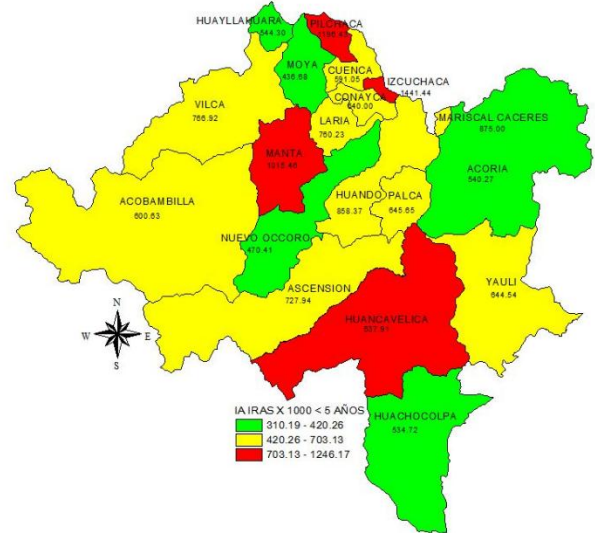 HUAYLLAHUARA
544.30
PILCHACA
MOYA
436.68
CUENCA
591.05
IZCUCHACA
1441.44
CONAYCA
640.00
VILCA
766.92
LARIA
760.23
MARISCAL CACERES
875.00
MANTA
ACORIA
540.27
ACOBAMBILLA
600.63
HUANDO
858.37
PALCA
645.65
NUEVO OCCORO
470.41
YAULI
644.54
ASCENSION
727.94
HUANCAVELICA
N
W E
S
IA IRAS X 1000 < 5 AÑOS
310.19 - 420.26
420.26 - 703.13
703.13 - 1246.17
HUACHOCOLPA
534.72